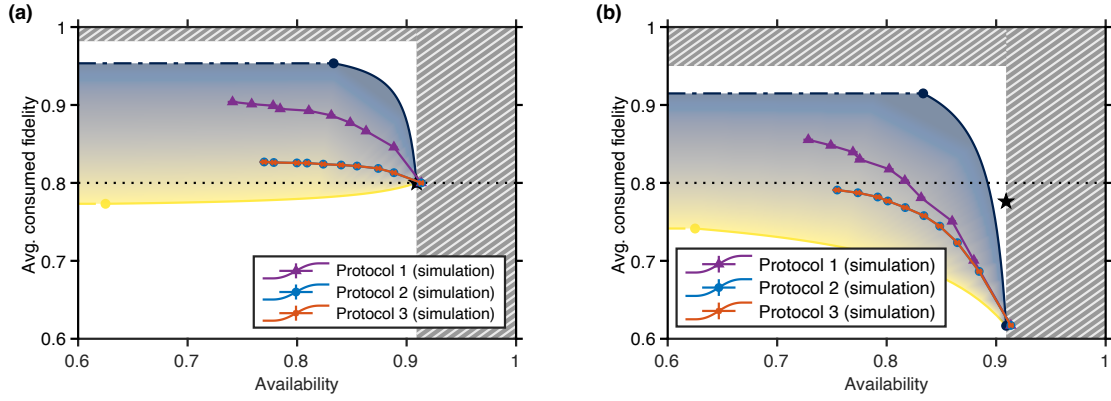 (a)
1
0.9
0.8
0.7
0.6
Avg. consumed fidelity
Protocol 1 (simulation)
Protocol 2 (simulation)
Protocol 3 (simulation)
0.6 0.7 0.8 0.9 1
Availability
(b)
1
0.9
0.8
0.7
0.6
Avg. consumed fidelity
Protocol 1 (simulation)
Protocol 2 (simulation)
Protocol 3 (simulation)
0.6 0.7 0.8 0.9 1
Availability